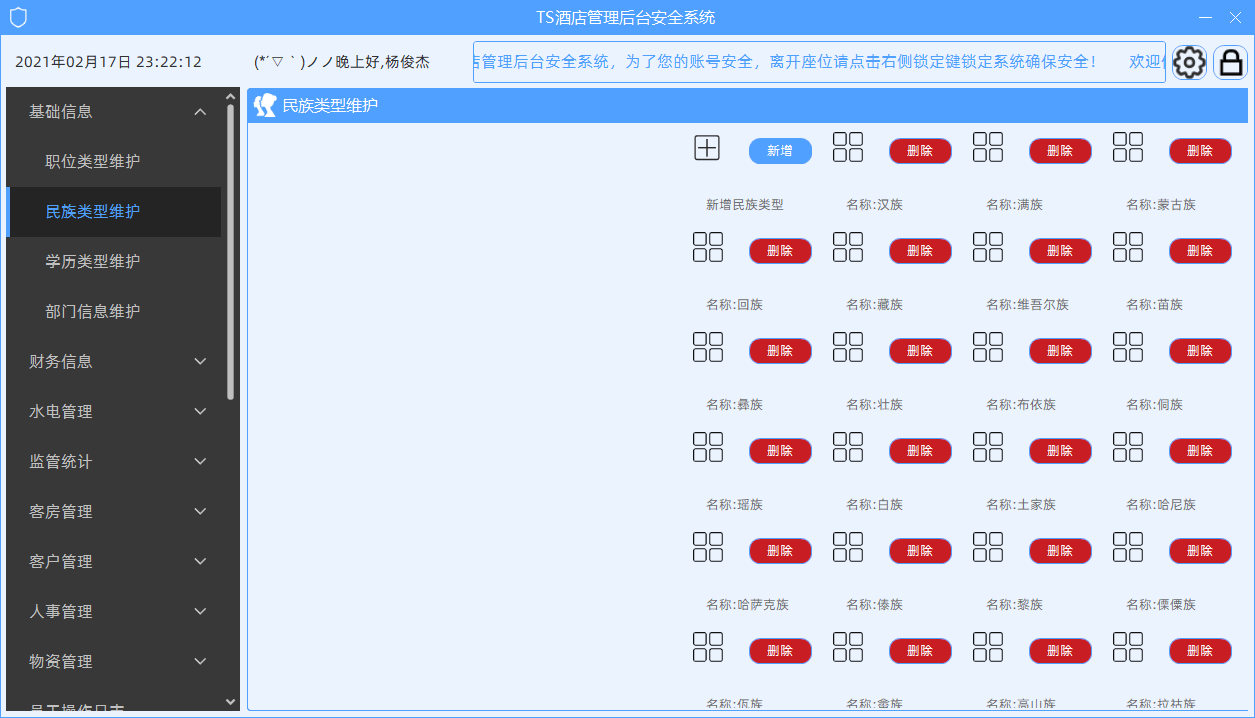 TS酒店管理后台安全系统
2021年02月17日 23:22:12
(*´▽｀)ノノ晚上好,杨俊杰
管理后台安全系统，为了您的账号安全，离开座位请点击右侧锁定键锁定系统确保安全！ 欢迎
基础信息
职位类型维护
民族类型维护
学历类型维护
部门信息维护
财务信息
水电管理
监管统计
客房管理
客户管理
人事管理
物资管理
员工操作日志
民族类型维护
新增 删除 删除 删除
新增民族类型 名称:汉族 名称:满族 名称:蒙古族
删除 删除 删除 删除
名称:回族 名称:藏族 名称:维吾尔族 名称:苗族
删除 删除 删除 删除
名称:彝族 名称:壮族 名称:布依族 名称:侗族
删除 删除 删除 删除
名称:瑶族 名称:白族 名称:土家族 名称:哈尼族
删除 删除 删除 删除
名称:哈萨克族 名称:傣族 名称:黎族 名称:傈僳族
删除 删除 删除 删除
名称:佤族 名称:畲族 名称:高山族 名称:拉祜族